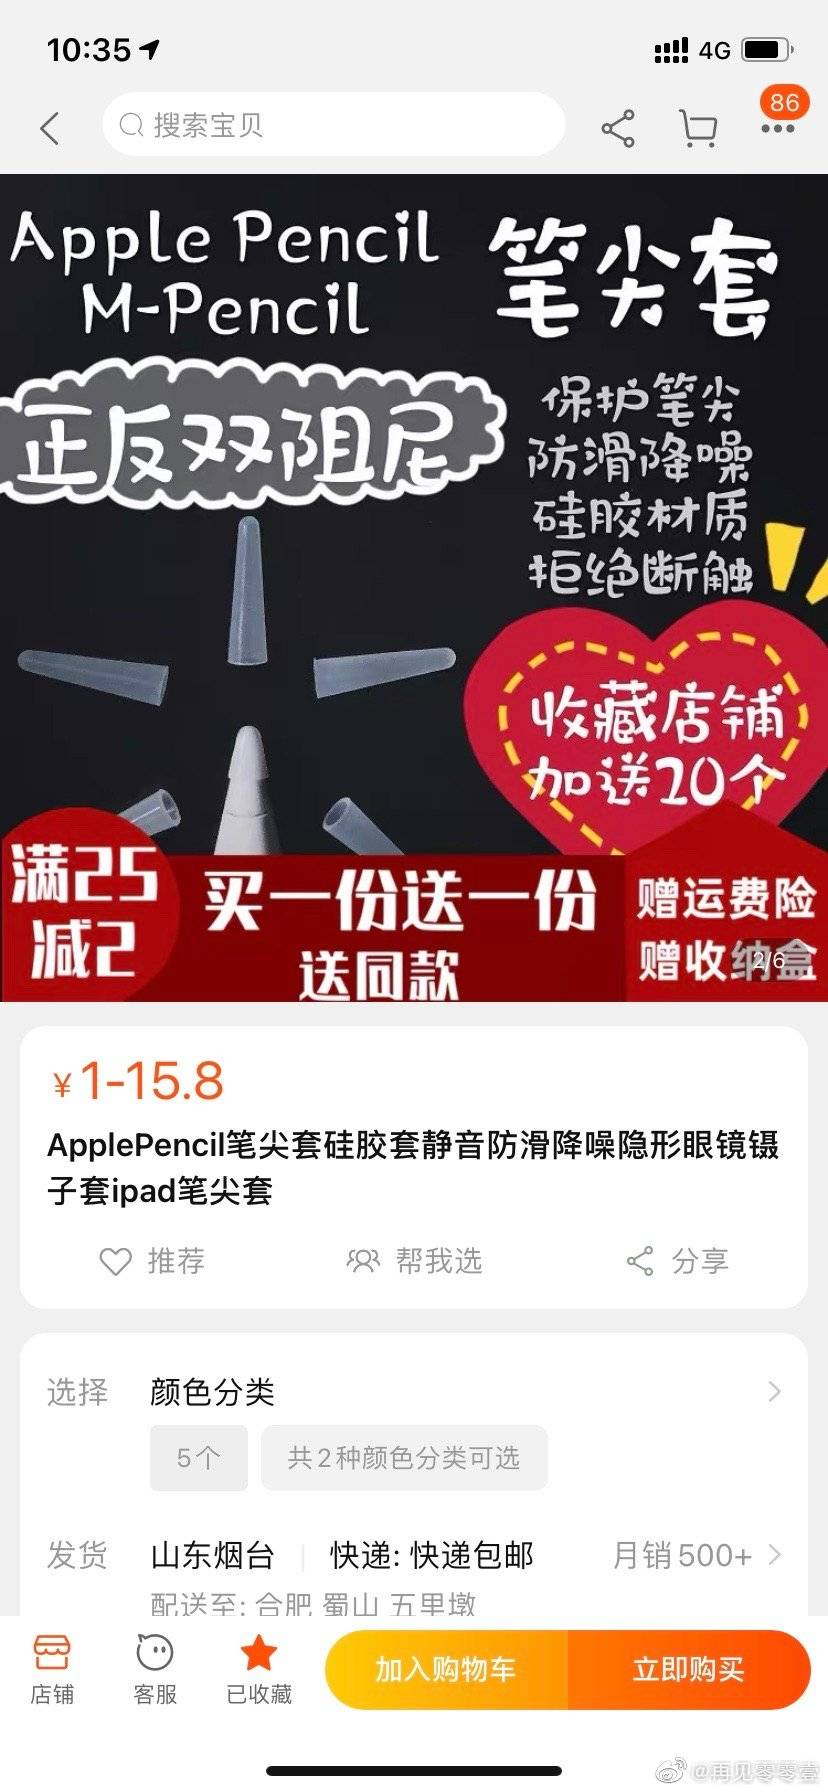 10:35
4G
86
搜索宝贝
Apple Pencil
M-Pencil
笔尖套
正反双阻尼
保护笔尖
防滑降噪
硅胶材质
拒绝断触
收藏店铺
加送20个
满25
减2
买一份送一份
送同款
赠运费险
赠收纳盒
2/6
¥1-15.8
ApplePencil笔尖套硅胶套静音防滑降噪隐形眼镜镊
子套ipad笔尖套
推荐
帮我选
分享
选择 颜色分类
5个 共2种颜色分类可选
发货 山东烟台 快递: 快递包邮 月销500+
配送至: 合肥 蜀山 五里墩
店铺
客服
已收藏
加入购物车
立即购买
@再见零零壹